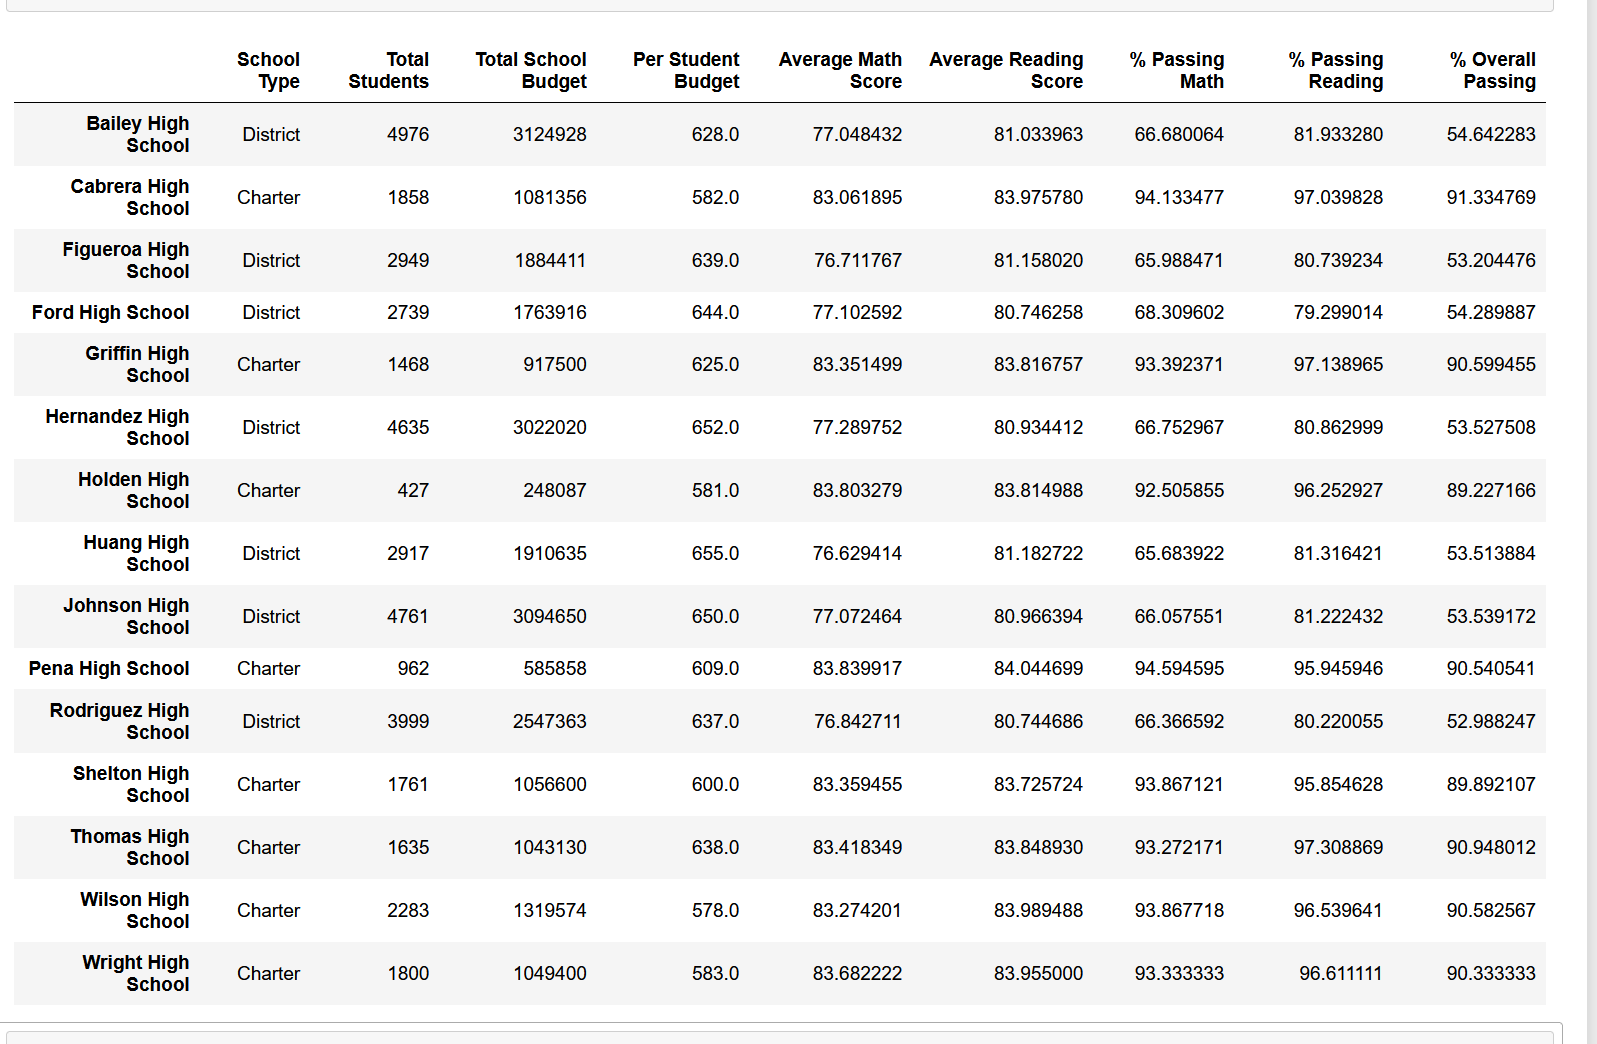 School Type Total Students Total School Budget Per Student Budget Average Math Score Average Reading Score % Passing Math % Passing Reading % Overall Passing
Bailey High School District 4976 3124928 628.0 77.048432 81.033963 66.680064 81.933280 54.642283
Cabrera High School Charter 1858 1081356 582.0 83.061895 83.975780 94.133477 97.039828 91.334769
Figueroa High School District 2949 1884411 639.0 76.711767 81.158020 65.988471 80.739234 53.204476
Ford High School District 2739 1763916 644.0 77.102592 80.746258 68.309602 79.299014 54.289887
Griffin High School Charter 1468 917500 625.0 83.351499 83.816757 93.392371 97.138965 90.599455
Hernandez High School District 4635 3022020 652.0 77.289752 80.934412 66.752967 80.862999 53.527508
Holden High School Charter 427 248087 581.0 83.803279 83.814988 92.505855 96.252927 89.227166
Huang High School District 2917 1910635 655.0 76.629414 81.182722 65.683922 81.316421 53.513884
Johnson High School District 4761 3094650 650.0 77.072464 80.966394 66.057551 81.222432 53.539172
Pena High School Charter 962 585858 609.0 83.839917 84.044699 94.594595 95.945946 90.540541
Rodriguez High School District 3999 2547363 637.0 76.842711 80.744686 66.366592 80.220055 52.988247
Shelton High School Charter 1761 1056600 600.0 83.359455 83.725724 93.867121 95.854628 89.892107
Thomas High School Charter 1635 1043130 638.0 83.418349 83.848930 93.272171 97.308869 90.948012
Wilson High School Charter 2283 1319574 578.0 83.274201 83.989488 93.867718 96.539641 90.582567
Wright High School Charter 1800 1049400 583.0 83.682222 83.955000 93.333333 96.611111 90.333333